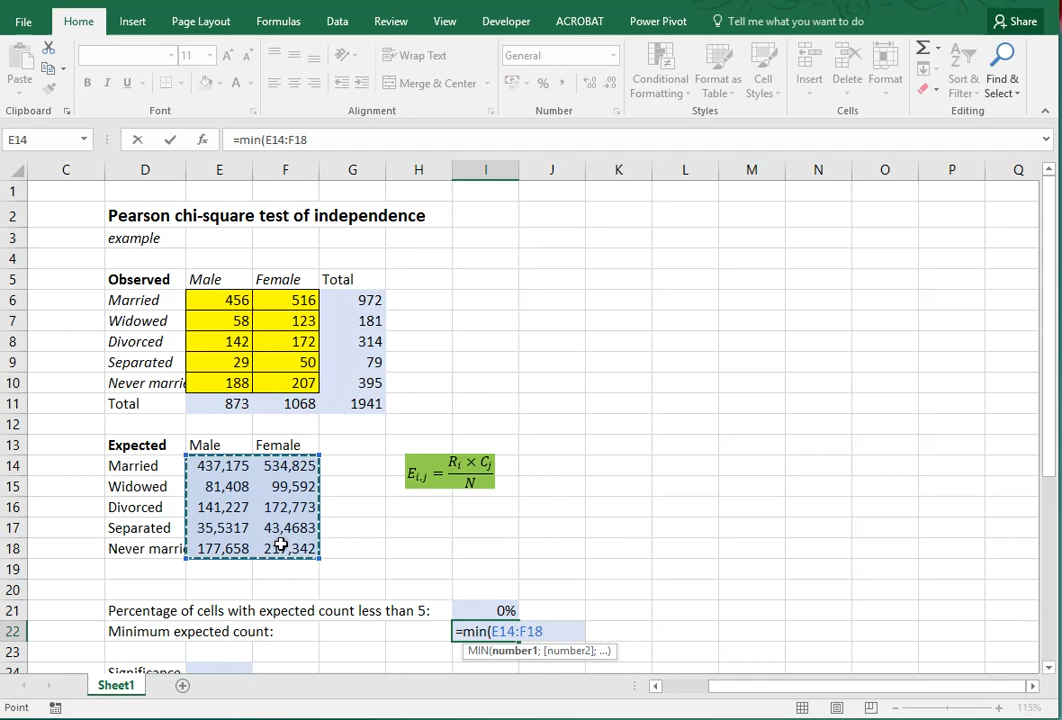 File Home Insert Page Layout Formulas Data Review View Developer ACROBAT Power Pivot Tell me what you want to do Share
Paste 11 A A Wrap Text General Conditional Formatting Format as Table Cell Styles Insert Delete Format Sort & Filter Find & Select
B I U A Merge & Center %
Clipboard Font Alignment Number Styles Cells Editing
E14 fx =min(E14:F18
C D E F G H I J K L M N O P Q
1
2 Pearson chi-square test of independence
3 example
4
5 Observed Male Female Total
6 Married 456 516 972
7 Widowed 58 123 181
8 Divorced 142 172 314
9 Separated 29 50 79
10 Never marri 188 207 395
11 Total 873 1068 1941
12
13 Expected Male Female
14 Married 437,175 534,825
15 Widowed 81,408 99,592
16 Divorced 141,227 172,773
17 Separated 35,5317 43,4683
18 Never marri 177,658
E i,j = R i × C j / N
19
20
21 Percentage of cells with expected count less than 5: 0%
22 Minimum expected count: =min(E14:F18
23 MIN(number1; [number2]; ...)
24 Significance
Sheet1
Point 115%